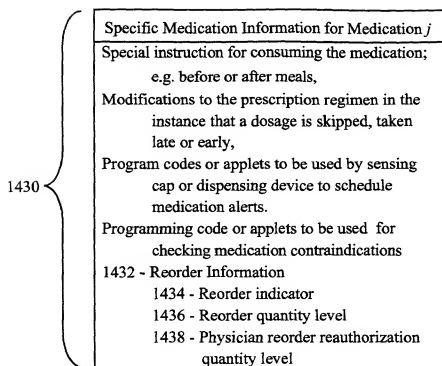 Specific Medication Information for Medication j
Special instruction for consuming the medication;
e.g. before or after meals,
Modifications to the prescription regimen in the
instance that a dosage is skipped, taken
late or early,
Program codes or applets to be used by sensing
cap or dispensing device to schedule
medication alerts.
Programming code or applets to be used for
checking medication contraindications
1432 - Reorder Information
1434 - Reorder indicator
1436 - Reorder quantity level
1438 - Physician reorder reauthorization
quantity level
1430